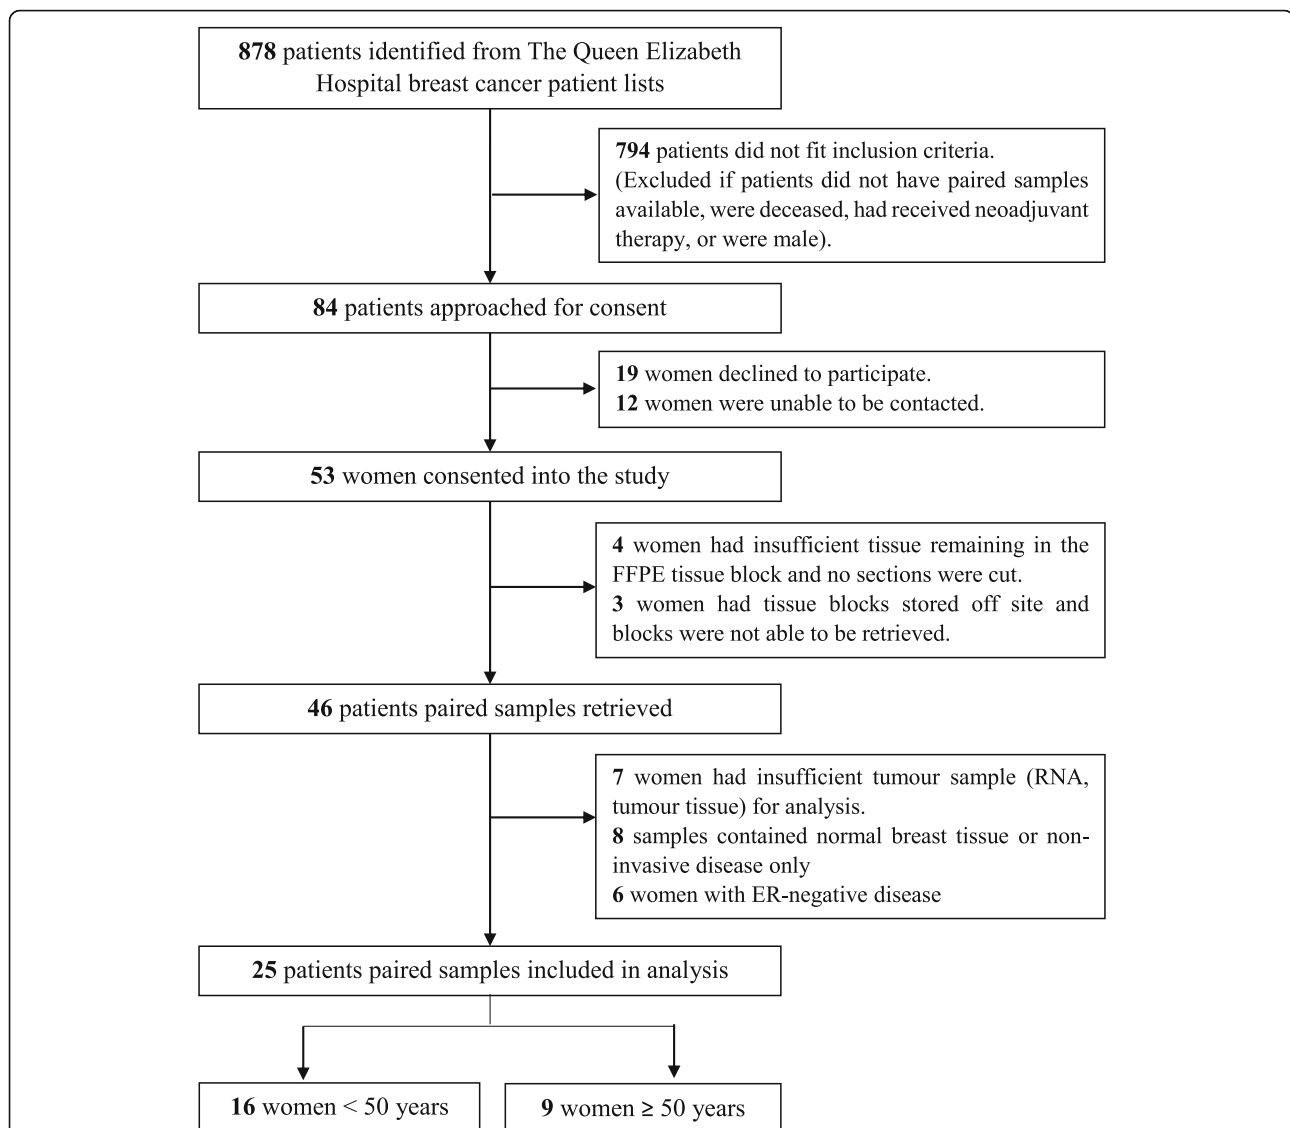 878 patients identified from The Queen Elizabeth
Hospital breast cancer patient lists
794 patients did not fit inclusion criteria.
(Excluded if patients did not have paired samples
available, were deceased, had received neoadjuvant
therapy, or were male).
84 patients approached for consent
19 women declined to participate.
12 women were unable to be contacted.
53 women consented into the study
4 women had insufficient tissue remaining in the
FFPE tissue block and no sections were cut.
3 women had tissue blocks stored off site and
blocks were not able to be retrieved.
46 patients paired samples retrieved
7 women had insufficient tumour sample (RNA,
tumour tissue) for analysis.
8 samples contained normal breast tissue or non-
invasive disease only
6 women with ER-negative disease
25 patients paired samples included in analysis
16 women < 50 years
9 women ≥ 50 years